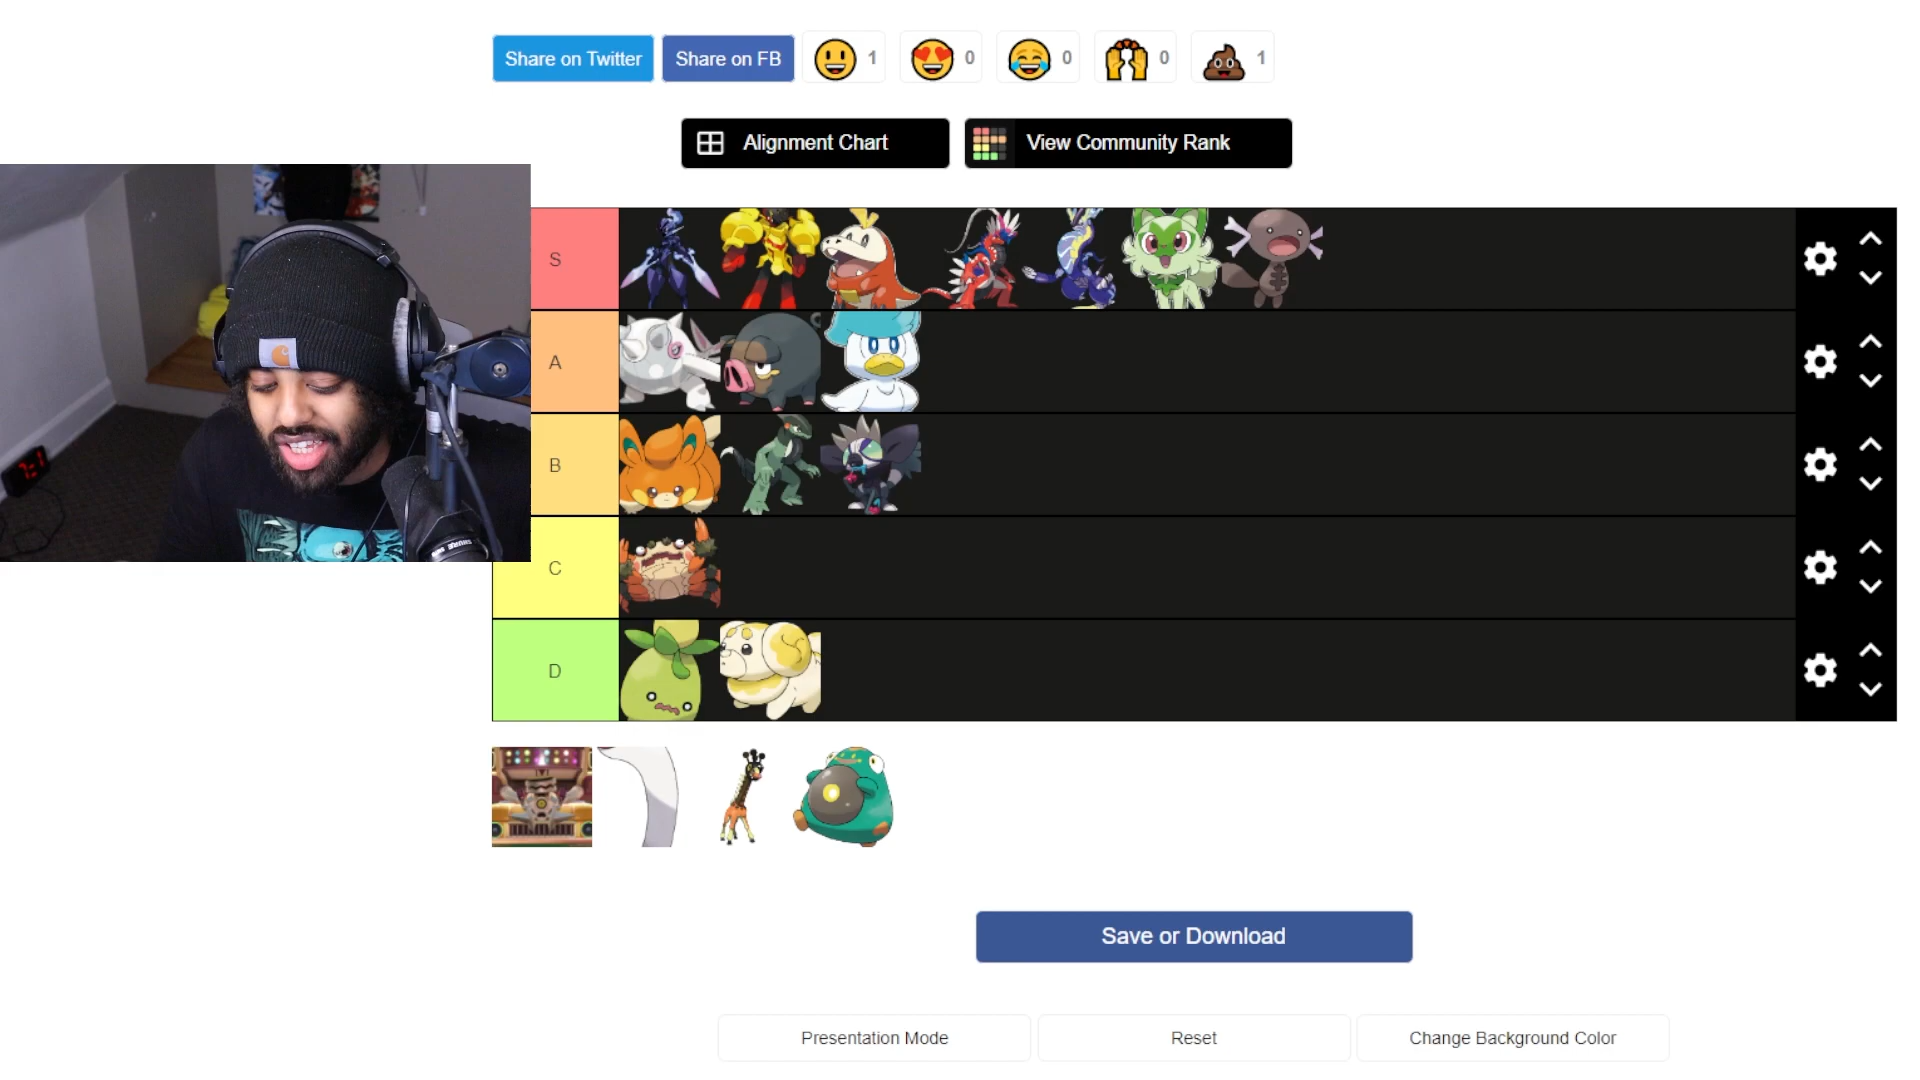 Share on Twitter
Share on FB
1
0
0
0
1
Alignment Chart
View Community Rank
S
A
B
C
D
Save or Download
Presentation Mode
Reset
Change Background Color